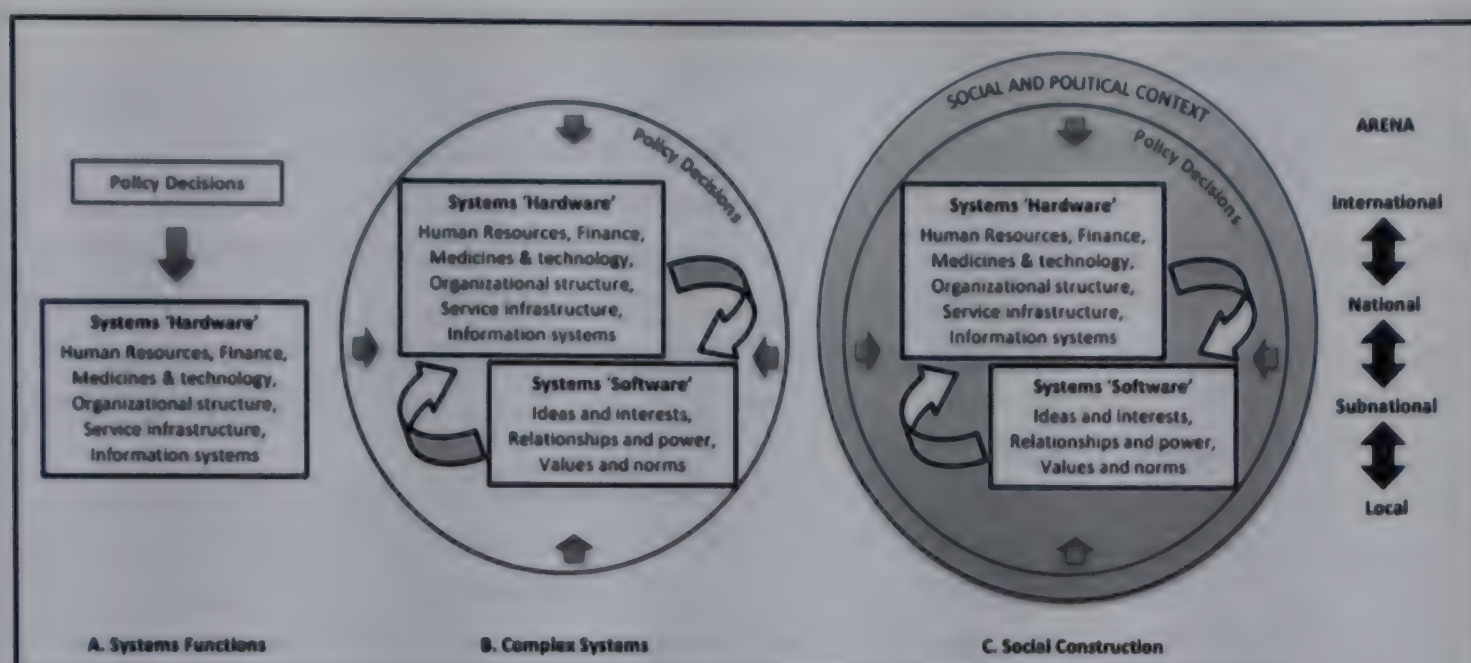 Policy Decisions
Systems 'Hardware'
Human Resources, Finance,
Medicines & technology,
Organizational structure,
Service infrastructure,
Information systems
A. Systems Functions
Policy Decisions
Systems 'Hardware'
Human Resources, Finance,
Medicines & technology,
Organizational structure,
Service infrastructure,
Information systems
Systems 'Software'
Ideas and interests,
Relationships and power,
Values and norms
B. Complex Systems
SOCIAL AND POLITICAL CONTEXT
Policy Decisions
Systems 'Hardware'
Human Resources, Finance,
Medicines & technology,
Organizational structure,
Service infrastructure,
Information systems
Systems 'Software'
Ideas and interests,
Relationships and power,
Values and norms
C. Social Construction
ARENA
International
National
Subnational
Local